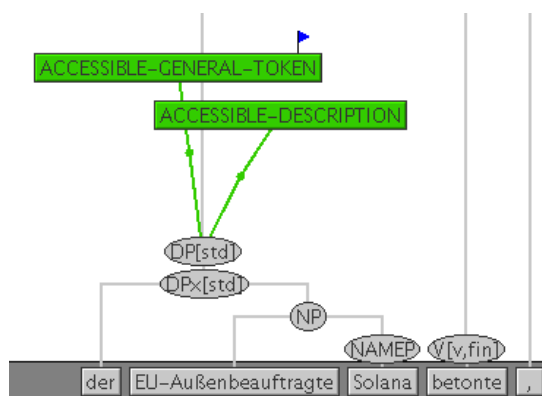 ACCESSIBLE-GENERAL-TOKEN
ACCESSIBLE-DESCRIPTION
DP[std]
DPx[std]
NP
NAMEP V[v,fin]
der EU-Außenbeauftragte Solana betonte ,